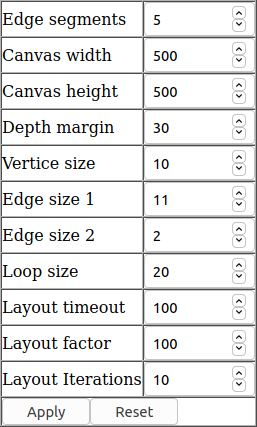 Edge segments 5
Canvas width 500
Canvas height 500
Depth margin 30
Vertice size 10
Edge size 1 11
Edge size 2 2
Loop size 20
Layout timeout 100
Layout factor 100
Layout Iterations 10
Apply Reset